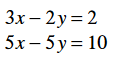 3x − 2y = 2
5x − 5y = 10